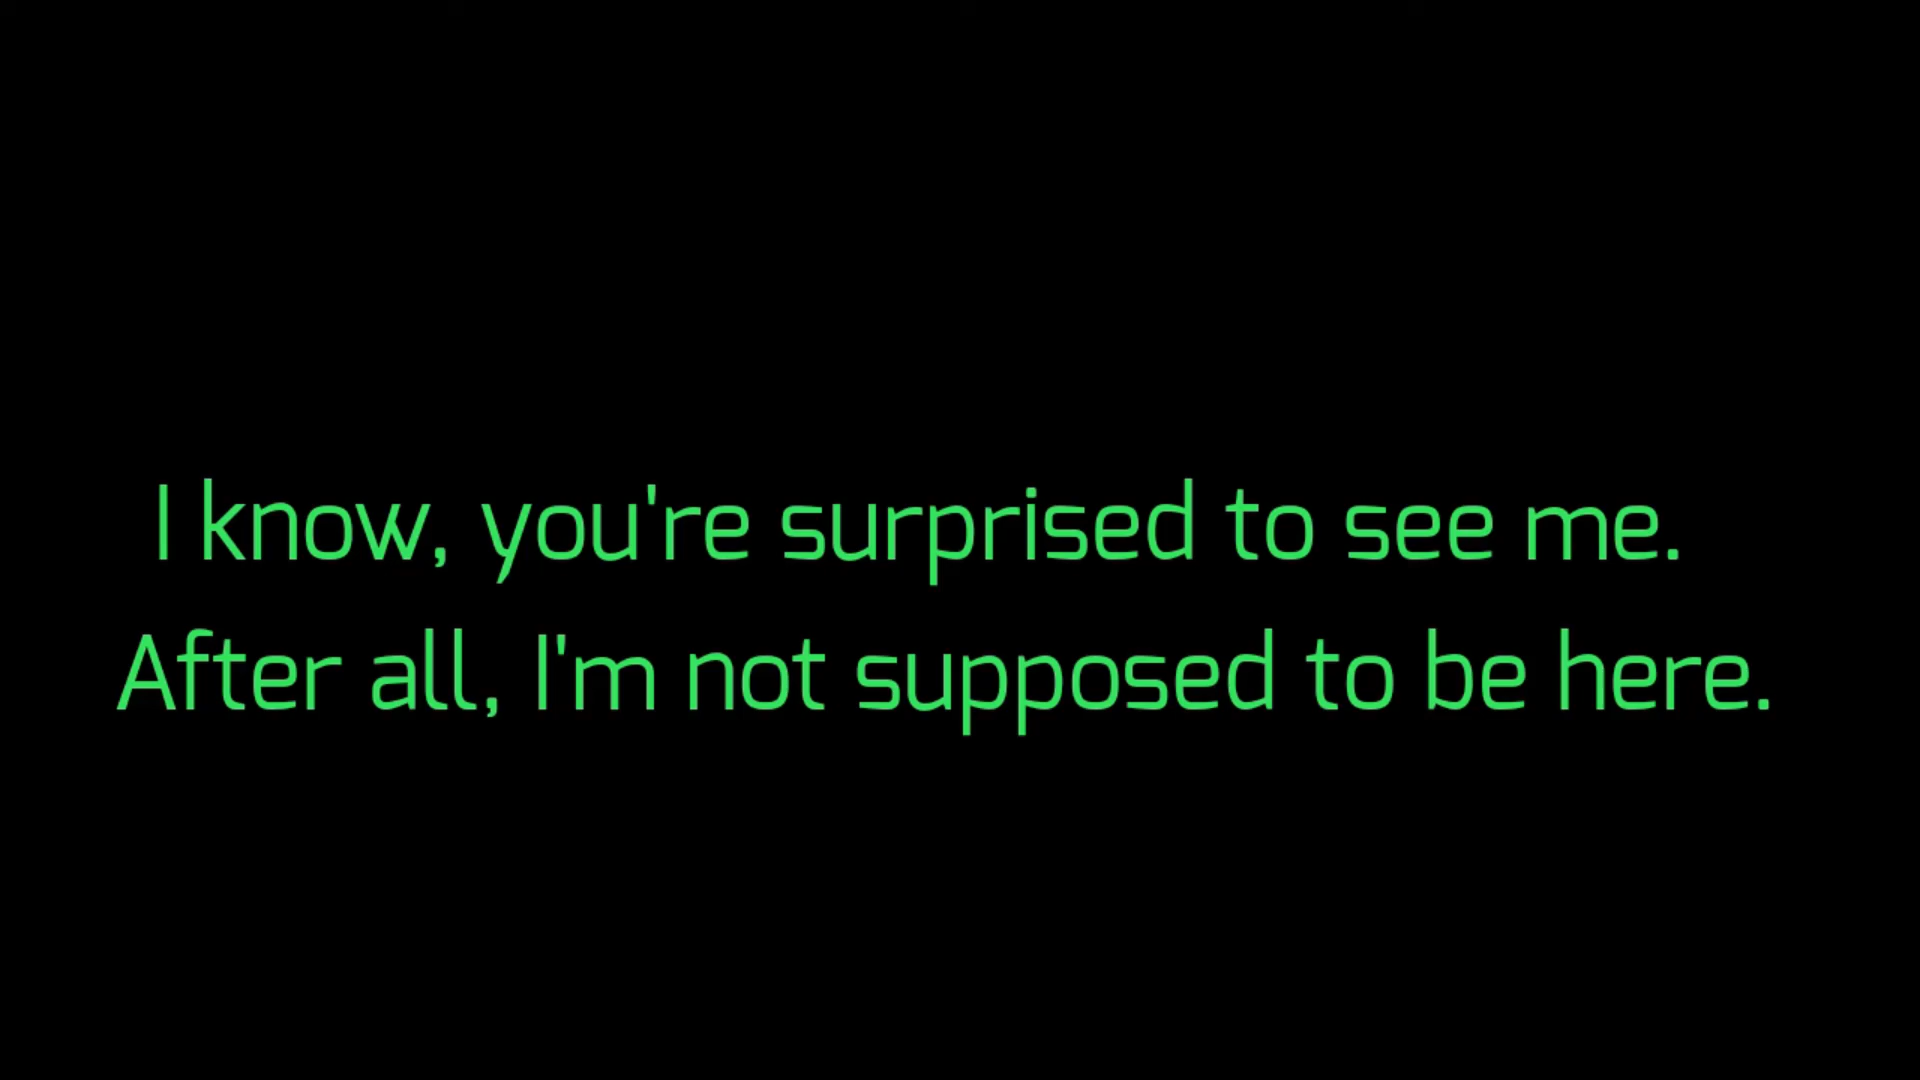 I know, you're surprised to see me.
After all, I'm not supposed to be here.